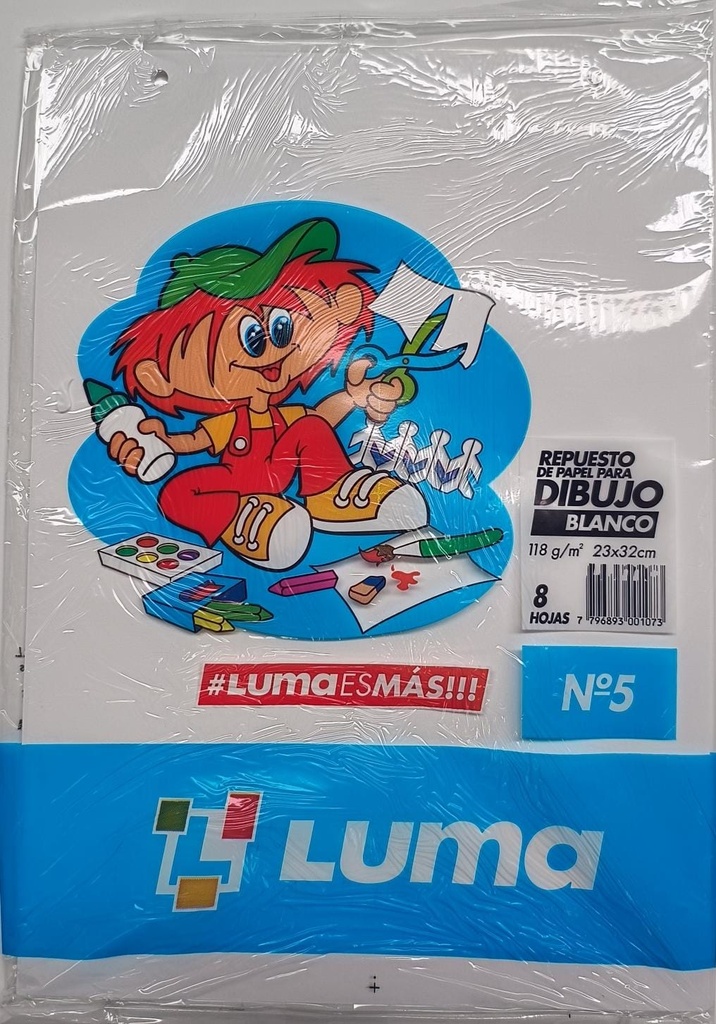 REPUESTO
DE PAPEL PARA
DIBUJO
BLANCO
118 g/m² 23x32cm
8
HOJAS
7 796893 001073
#LUMAESMÁS!!!
Nº5
Luma